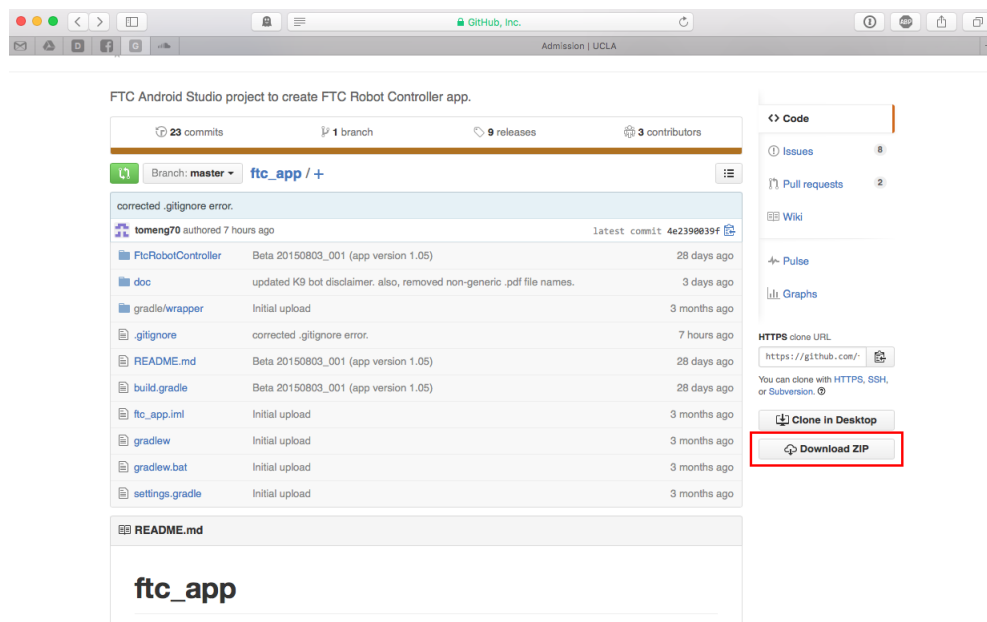 GitHub, Inc.
ABP
D
G
Admission | UCLA
FTC Android Studio project to create FTC Robot Controller app.
23 commits 1 branch 9 releases 3 contributors
Branch: master ftc_app / +
corrected .gitignore error.
tomeng70 authored 7 hours ago latest commit 4e2390039f
FtcRobotController Beta 20150803_001 (app version 1.05) 28 days ago
doc updated K9 bot disclaimer. also, removed non-generic .pdf file names. 3 days ago
gradle/wrapper Initial upload 3 months ago
.gitignore corrected .gitignore error. 7 hours ago
README.md Beta 20150803_001 (app version 1.05) 28 days ago
build.gradle Beta 20150803_001 (app version 1.05) 28 days ago
ftc_app.iml Initial upload 3 months ago
gradlew Initial upload 3 months ago
gradlew.bat Initial upload 3 months ago
settings.gradle Initial upload 3 months ago
README.md
ftc_app
Code
Issues 8
Pull requests 2
Wiki
Pulse
Graphs
HTTPS clone URL
https://github.com/
You can clone with HTTPS, SSH,
or Subversion.
Clone in Desktop
Download ZIP